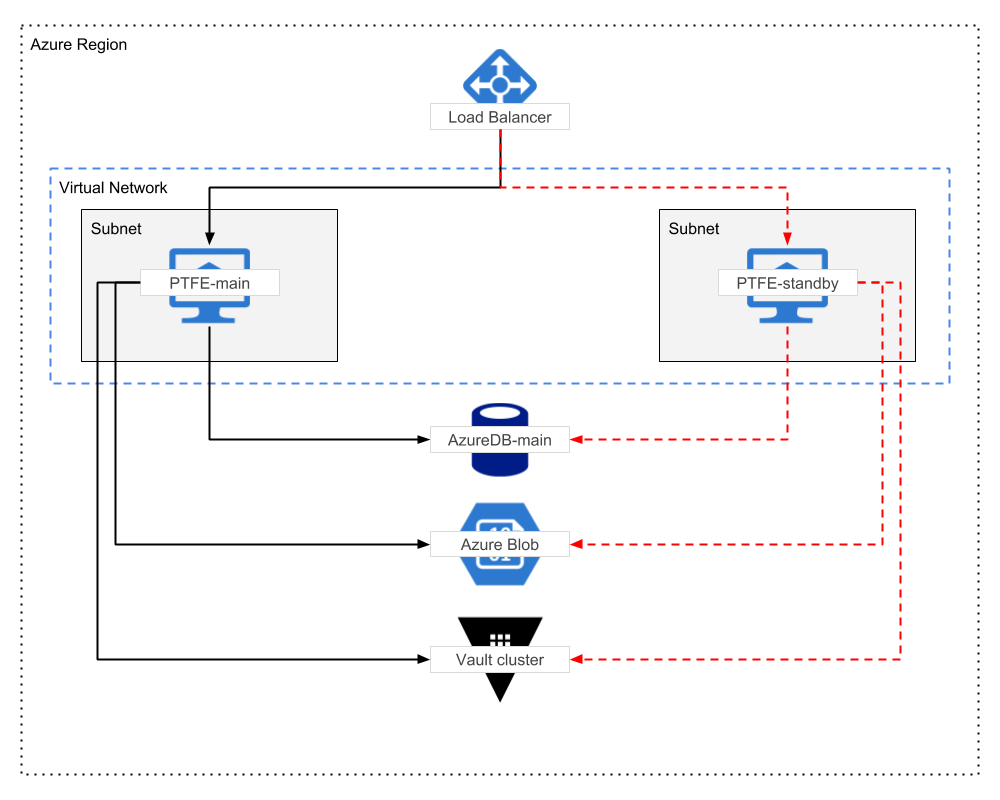 Azure Region
Load Balancer
Virtual Network
Subnet
Subnet
PTFE-main
PTFE-standby
AzureDB-main
Azure Blob
Vault cluster